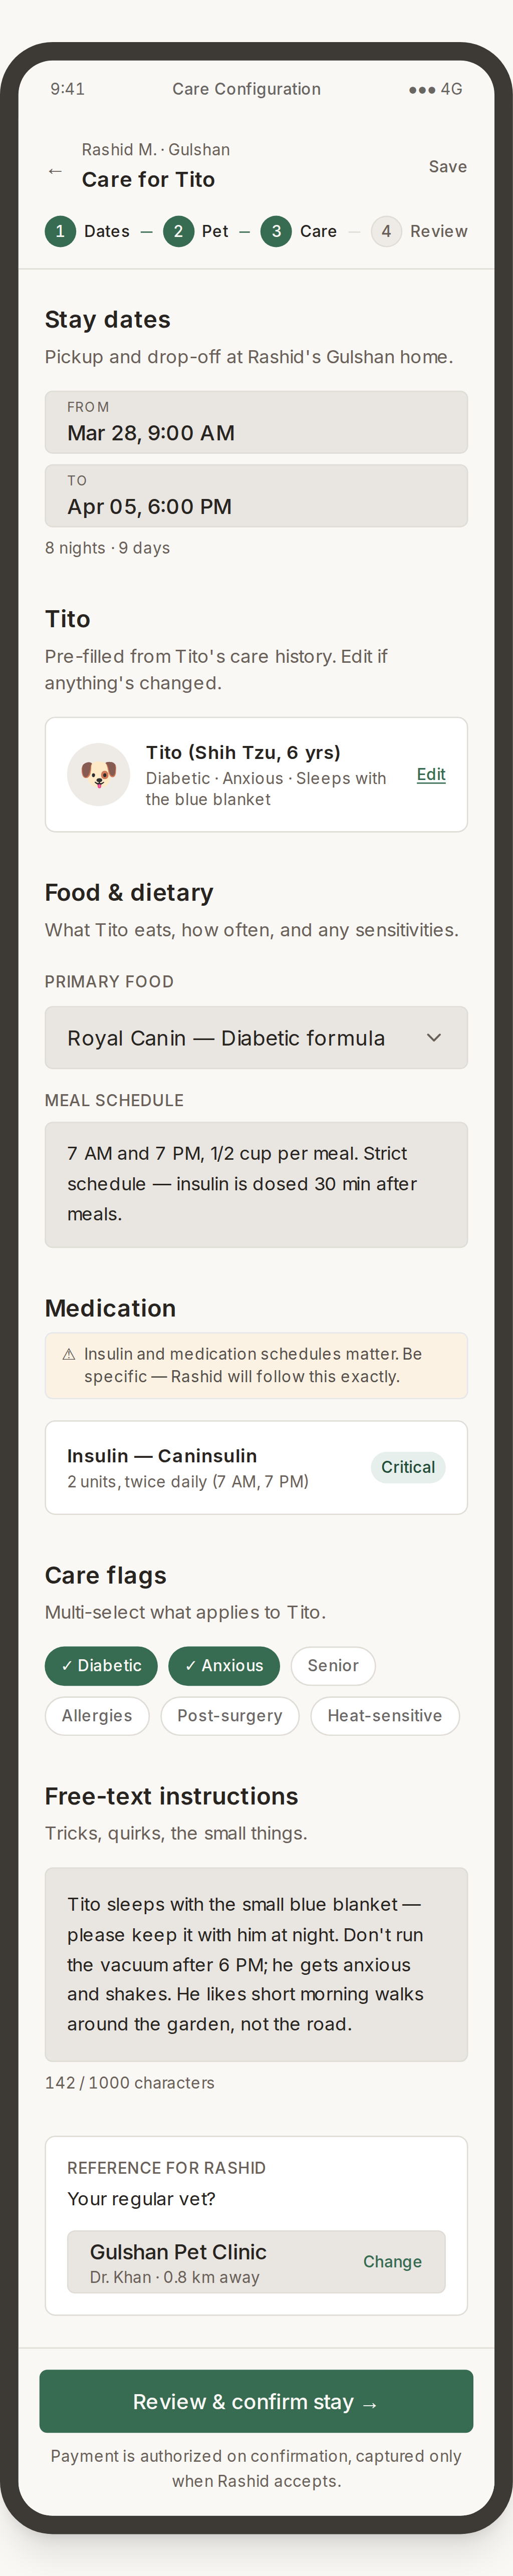 9:41 Care Configuration ●●● 4G
Rashid M. · Gulshan
← Care for Tito Save
1 Dates — 2 Pet — 3 Care — 4 Review
Stay dates
Pickup and drop-off at Rashid's Gulshan home.
FROM
Mar 28, 9:00 AM
TO
Apr 05, 6:00 PM
8 nights · 9 days
Tito
Pre-filled from Tito's care history. Edit if
anything's changed.
Tito (Shih Tzu, 6 yrs)
Diabetic · Anxious · Sleeps with
the blue blanket
Edit
Food & dietary
What Tito eats, how often, and any sensitivities.
PRIMARY FOOD
Royal Canin — Diabetic formula
MEAL SCHEDULE
7 AM and 7 PM, 1/2 cup per meal. Strict
schedule — insulin is dosed 30 min after
meals.
Medication
⚠ Insulin and medication schedules matter. Be
specific — Rashid will follow this exactly.
Insulin — Caninsulin
2 units, twice daily (7 AM, 7 PM)
Critical
Care flags
Multi-select what applies to Tito.
✓ Diabetic ✓ Anxious Senior
Allergies Post-surgery Heat-sensitive
Free-text instructions
Tricks, quirks, the small things.
Tito sleeps with the small blue blanket —
please keep it with him at night. Don't run
the vacuum after 6 PM; he gets anxious
and shakes. He likes short morning walks
around the garden, not the road.
142 / 1000 characters
REFERENCE FOR RASHID
Your regular vet?
Gulshan Pet Clinic
Dr. Khan · 0.8 km away
Change
Review & confirm stay →
Payment is authorized on confirmation, captured only
when Rashid accepts.